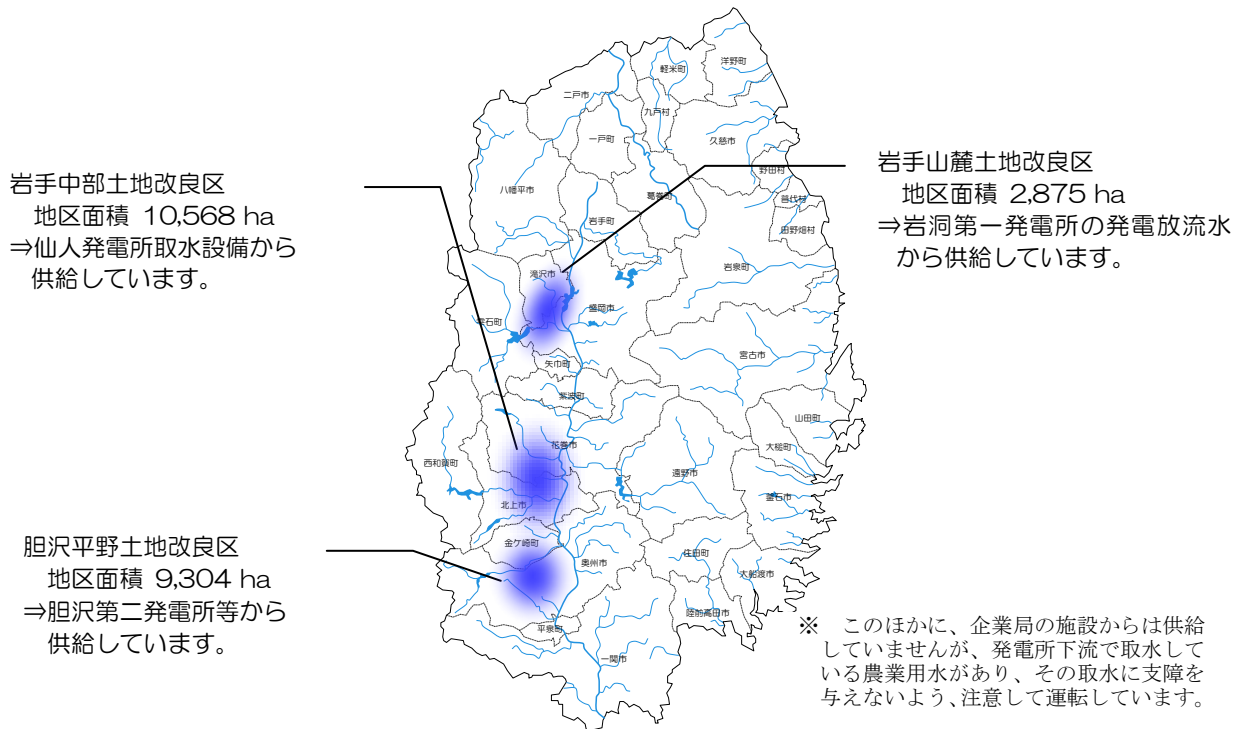 軽米町
洋野町
二戸市
九戸村
一戸町
久慈市
岩手山麓土地改良区
地区面積 2,875 ha
⇒岩洞第一発電所の発電放流水
から供給しています。
野田村
普代村
田野畑村
八幡平市
葛巻町
岩手町
岩手中部土地改良区
地区面積 10,568 ha
⇒仙人発電所取水設備から
供給しています。
岩泉町
滝沢市
盛岡市
雫石町
宮古市
矢巾町
紫波町
山田町
花巻市
大槌町
西和賀町
遠野市
釜石市
北上市
金ケ崎町
胆沢平野土地改良区
地区面積 9,304 ha
⇒胆沢第二発電所等から
供給しています。
奥州市
住田町
大船渡市
陸前高田市
平泉町
一関市
※ このほかに、企業局の施設からは供給
していませんが、発電所下流で取水して
いる農業用水があり、その取水に支障を
与えないよう、注意して運転しています。